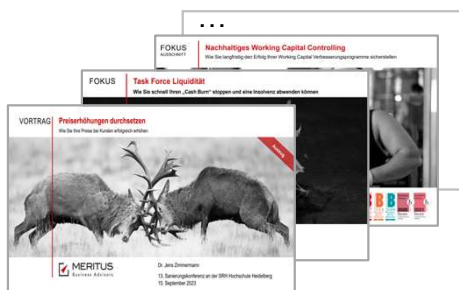 ...
FOKUS
AUSSCHNITT
Nachhaltiges Working Capital Controlling
Wie Sie langfristig den Erfolg Ihrer Working Capital Verbesserungsprogramme sicherstellen
FOKUS
Task Force Liquidität
Wie Sie schnell Ihren „Cash Burn“ stoppen und eine Insolvenz abwenden können
VORTRAG
Preiserhöhungen durchsetzen
Wie Sie Ihre Preise bei Kunden erfolgreich erhöhen
Auszug
MERITUS
Business Advisors
Dr. Jens Zimmermann
13. Sanierungskonferenz an der SRH Hochschule Heidelberg
15. September 2023